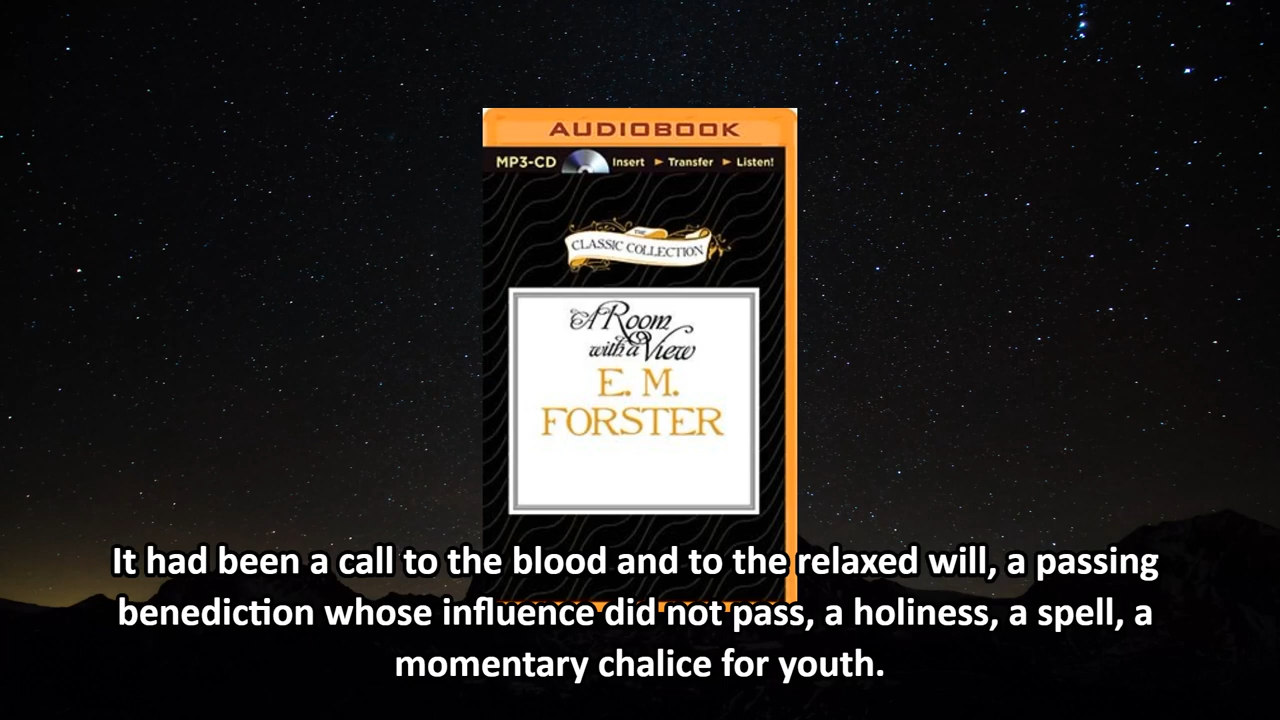 AUDIOBOOK
MP3-CD Insert ► Transfer ► Listen!
THE
CLASSIC COLLECTION
A Room
with a View
E. M.
FORSTER
It had been a call to the blood and to the relaxed will, a passing
benediction whose influence did not pass, a holiness, a spell, a
momentary chalice for youth.